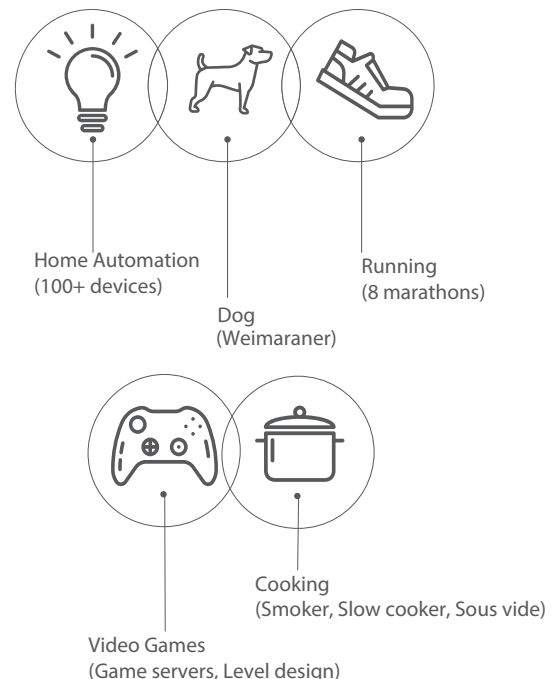 Home Automation
(100+ devices)
Dog
(Weimaraner)
Running
(8 marathons)
Cooking
(Smoker, Slow cooker, Sous vide)
Video Games
(Game servers, Level design)